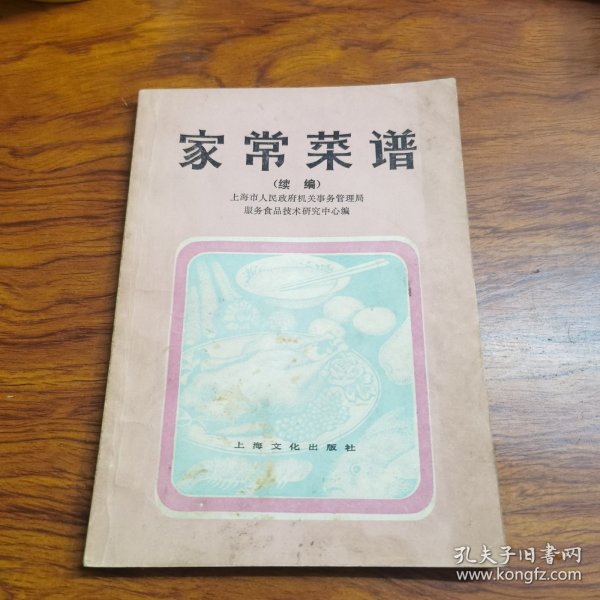 家常菜谱
(续 编)
上海市人民政府机关事务管理局
服务食品技术研究中心编
上海文化出版社
孔夫子旧书网
www.kongfz.com